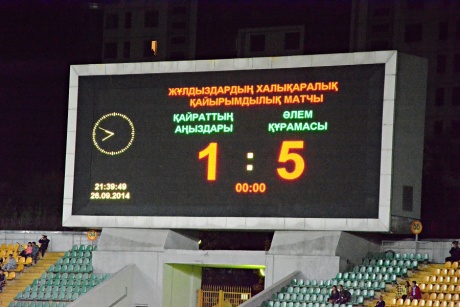 ЖҰЛДЫЗДАРДЫҢ ХАЛЫҚАРАЛЫҚ
ҚАЙЫРЫМДЫЛЫҚ МАТЧЫ
ҚАЙРАТТЫҢ
АҢЫЗДАРЫ
ӘЛЕМ
ҚҰРАМАСЫ
1 : 5
00:00
21:39:49
26.09.2014